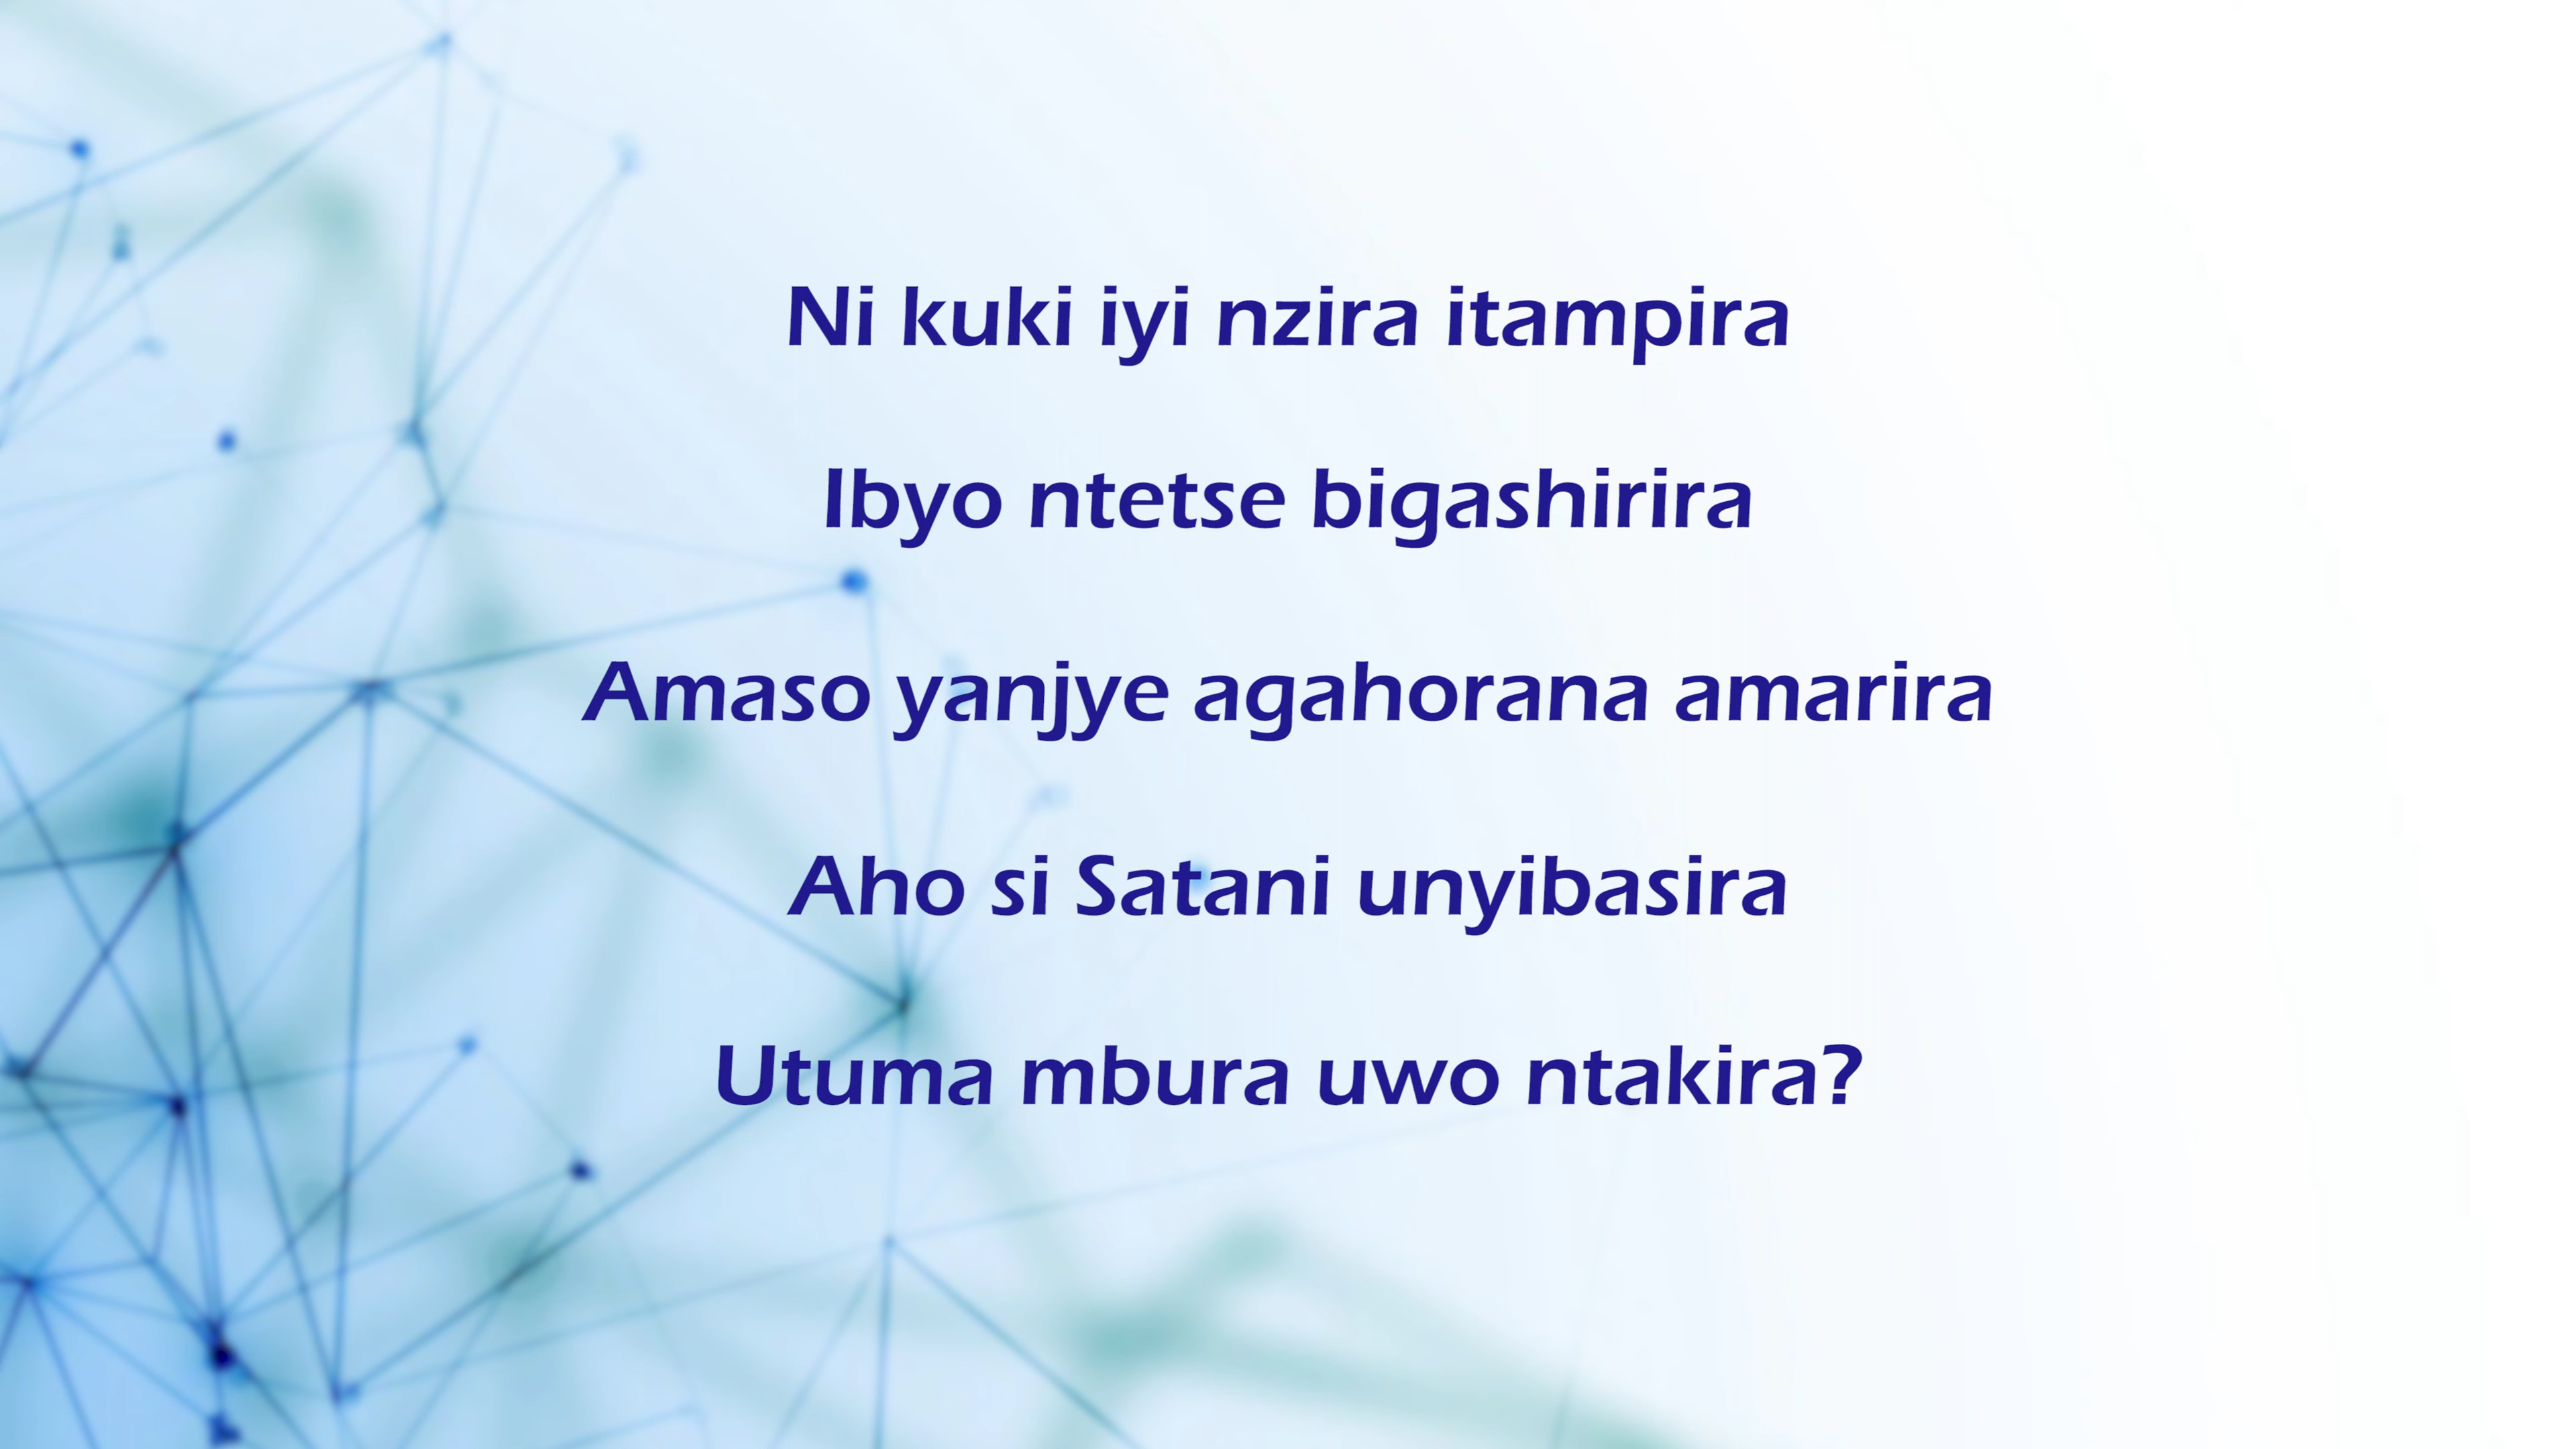 Ni kuki iyi nzira itampira
Ibyo ntetse bigashirira
Amaso yanjye agahorana amarira
Aho si Satani unyibasira
Utuma mbura uwo ntakira?